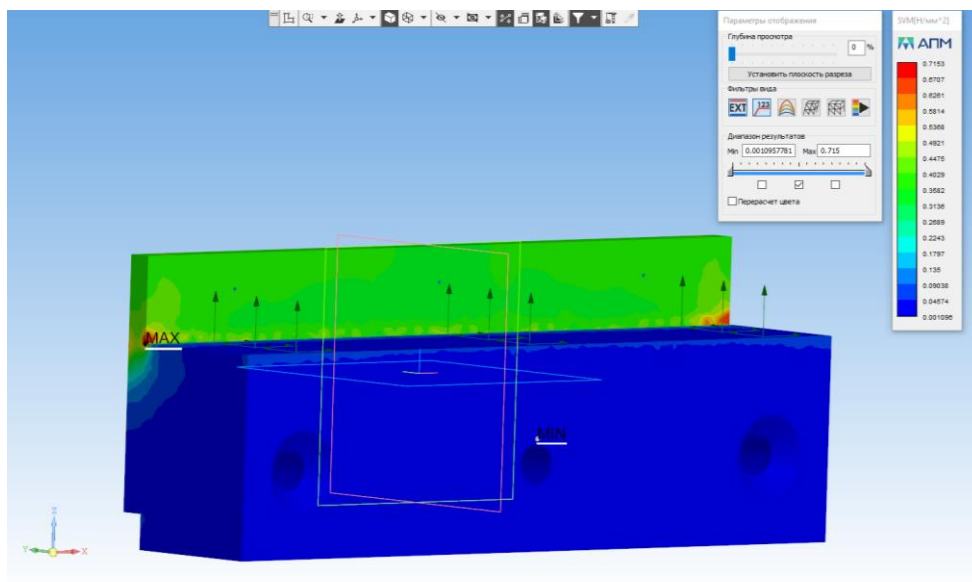 Параметры отображения
Глубина просмотра
0 %
Установить плоскость разреза
Фильтры вида
EXT
123
Диапазон результатов
Min 0.0010957781 Max 0.715
Перерасчет цвета
SVM[Н/мм^2]
АПМ
0.7153
0.6707
0.6261
0.5814
0.5368
0.4921
0.4475
0.4029
0.3582
0.3136
0.2689
0.2243
0.1797
0.135
0.09038
0.04574
0.001096
MAX
MIN
Z
Y
X